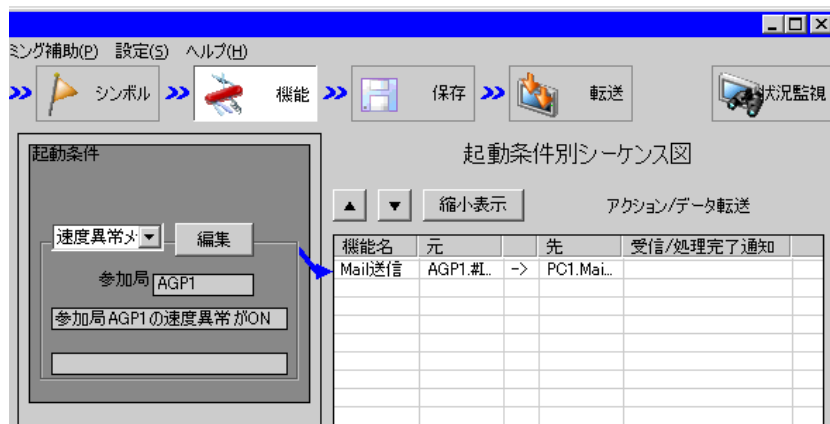 ミング補助(P) 設定(S) ヘルプ(H)
シンボル 機能 保存 転送 状況監視
起動条件
起動条件別シーケンス図
縮小表示 アクション/データ転送
速度異常メ 編集
機能名 元 先 受信/処理完了通知
Mail送信 AGP1.#I... -> PC1.Mai...
参加局 AGP1
参加局AGP1の速度異常がON